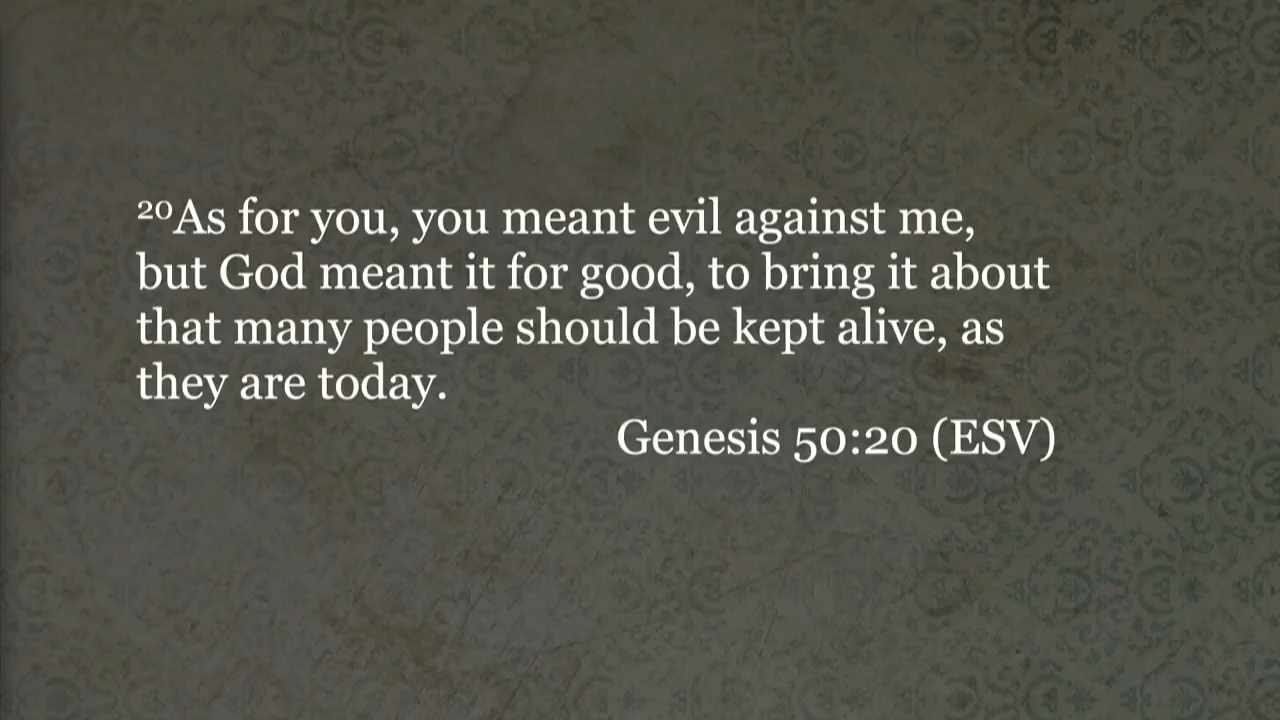 ²⁰As for you, you meant evil against me,
but God meant it for good, to bring it about
that many people should be kept alive, as
they are today.
Genesis 50:20 (ESV)